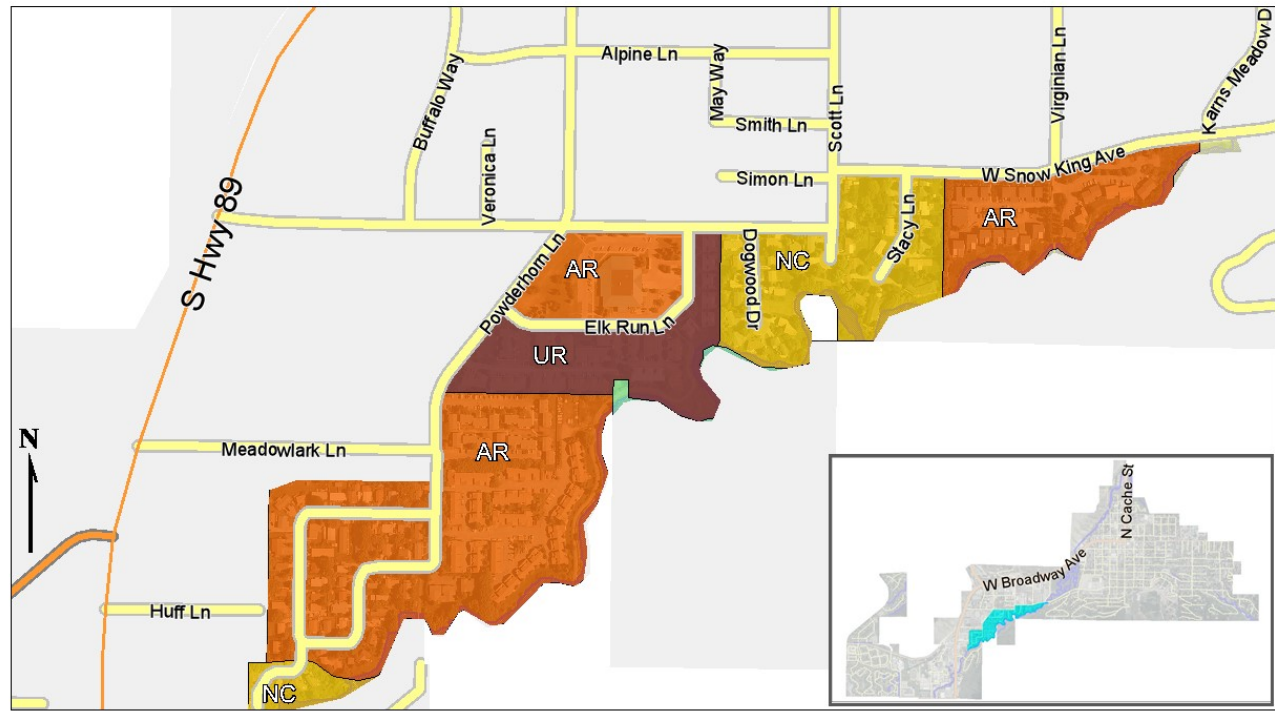 Alpine Ln
May Way
Buffalo Way
Veronica Ln
Smith Ln
Scott Ln
Virginian Ln
Karns Meadow D
Simon Ln
W Snow King Ave
S Hwy 89
Stacy Ln
AR
Powderhorn Ln
AR
Dogwood Dr
NC
Elk Run Ln
UR
N
Meadowlark Ln
AR
Huff Ln
NC
N Cache St
W Broadway Ave